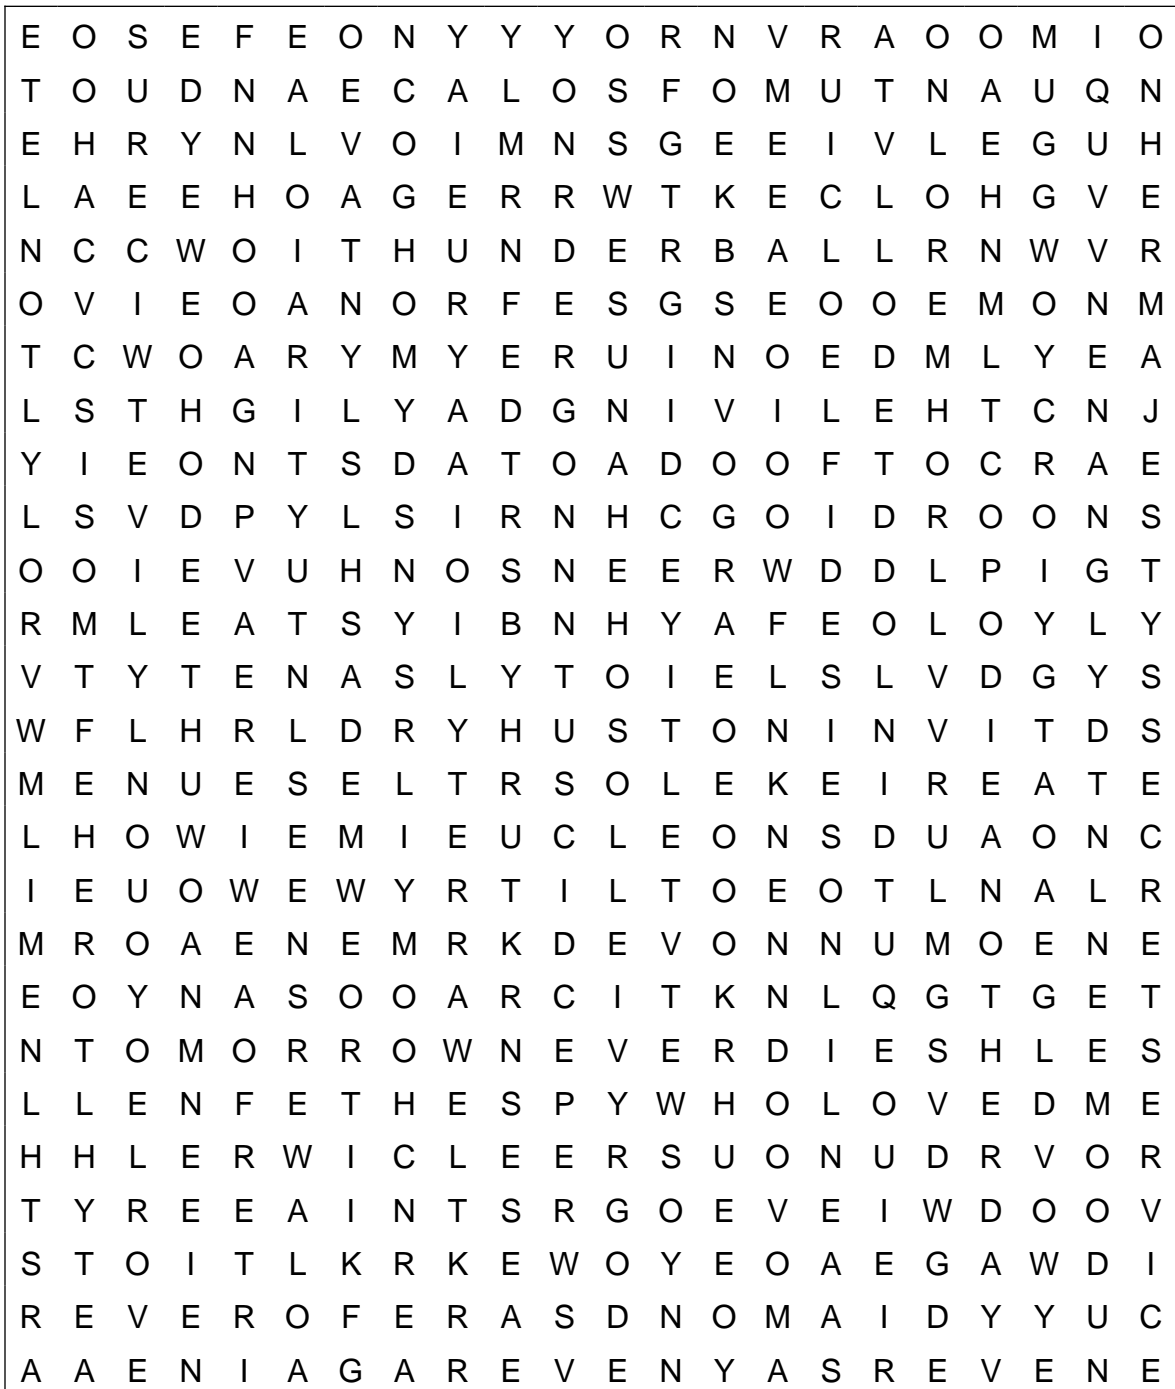 E O S E F E O N Y Y Y O R N V R A O O M I O
T O U D N A E C A L O S F O M U T N A U Q N
E H R Y N L V O I M N S G E E I V L E G U H
L A E E H O A G E R R W T K E C L O H G V E
N C C W O I T H U N D E R B A L L R N W V R
O V I E O A N O R F E S G S E O O E M O N M
T C W O A R Y M Y E R U I N O E D M L Y E A
L S T H G I L Y A D G N I V I L E H T C N J
Y I E O N T S D A T O A D O O F T O C R A E
L S V D P Y L S I R N H C G O I D R O O N S
O O I E V U H N O S N E E R W D D L P I G T
R M L E A T S Y I B N H Y A F E O L O Y L Y
V T Y T E N A S L Y T O I E L S L V D G Y S
W F L H R L D R Y H U S T O N I N V I T D S
M E N U E S E L T R S O L E K E I R E A T E
L H O W I E M I E U C L E O N S D U A O N C
I E U O W E W Y R T I L T O E O T L N A L R
M R O A E N E M R K D E V O N N U M O E N E
E O Y N A S O O A R C I T K N L Q G T G E T
N T O M O R R O W N E V E R D I E S H L E S
L L E N F E T H E S P Y W H O L O V E D M E
H H L E R W I C L E E R S U O N U D R V O R
T Y R E E A I N T S R G O E V E I W D O O V
S T O I T L K R K E W O Y E O A E G A W D I
R E V E R O F E R A S D N O M A I D Y Y U C
A A E N I A G A R E V E N Y A S R E V E N E